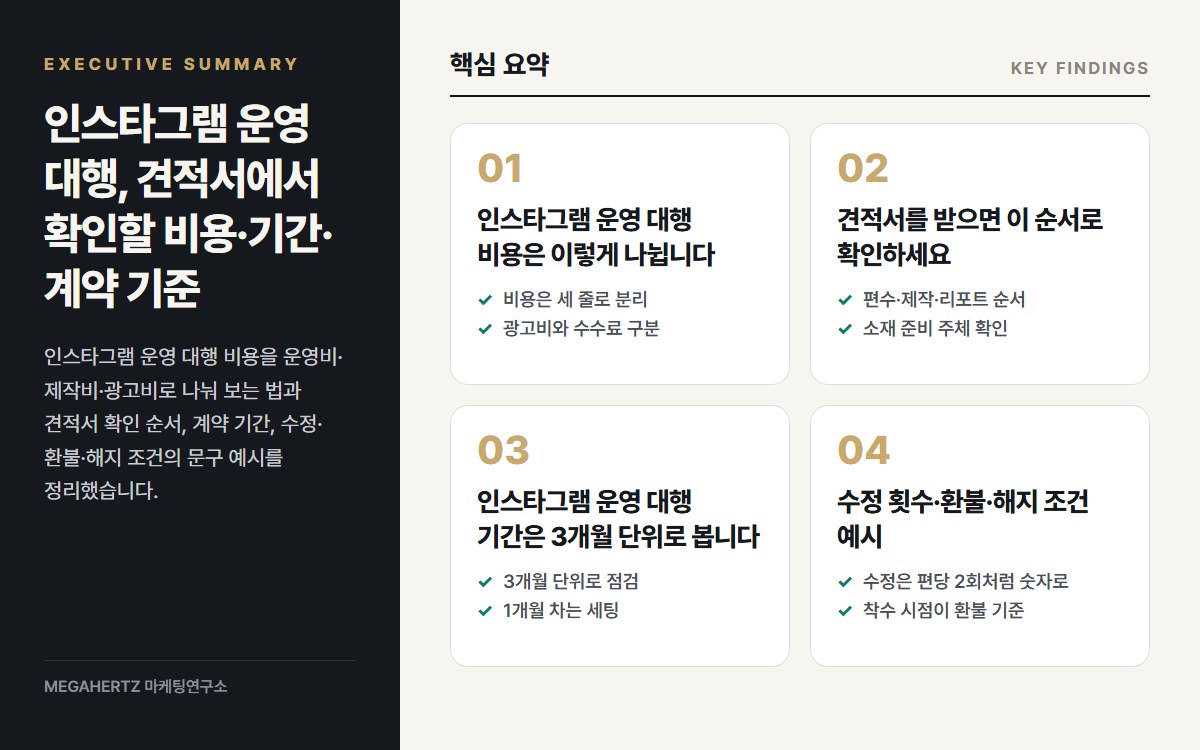 EXECUTIVE SUMMARY
인스타그램 운영
대행, 견적서에서
확인할 비용·기간·
계약 기준
인스타그램 운영 대행 비용을 운영비·
제작비·광고비로 나눠 보는 법과
견적서 확인 순서, 계약 기간, 수정·
환불·해지 조건의 문구 예시를
정리했습니다.
MEGAHERTZ 마케팅연구소
핵심 요약
KEY FINDINGS
01
인스타그램 운영 대행
비용은 이렇게 나뉩니다
비용은 세 줄로 분리
광고비와 수수료 구분
02
견적서를 받으면 이 순서로
확인하세요
편수·제작·리포트 순서
소재 준비 주체 확인
03
인스타그램 운영 대행
기간은 3개월 단위로 봅니다
3개월 단위로 점검
1개월 차는 세팅
04
수정 횟수·환불·해지 조건
예시
수정은 편당 2회처럼 숫자로
착수 시점이 환불 기준